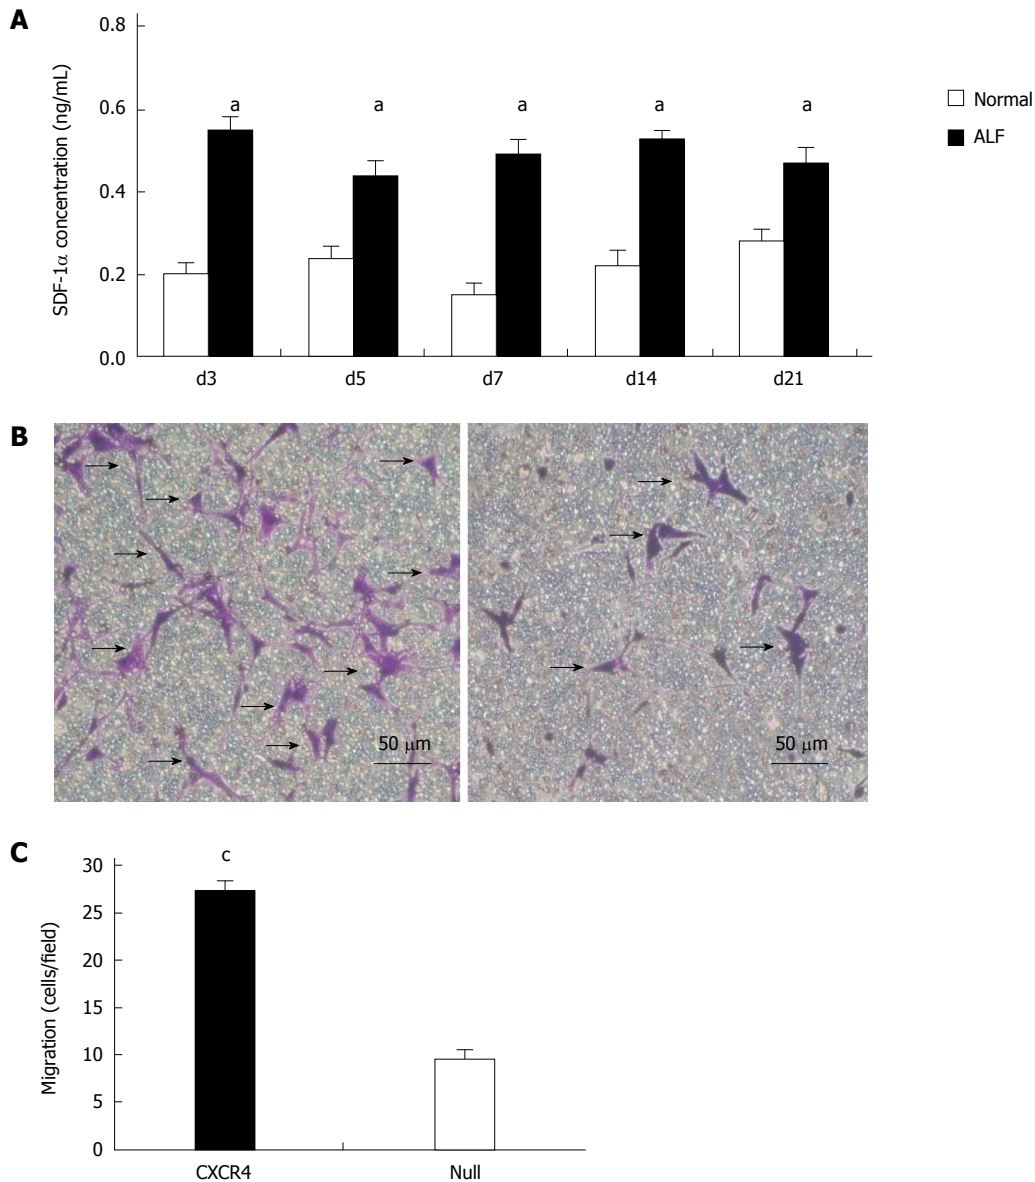 A
SDF-1α concentration (ng/mL)
0.8
0.6
0.4
0.2
0.0
a
a
a
a
a
d3
d5
d7
d14
d21
Normal
ALF
B
50 μm
50 μm
C
Migration (cells/field)
30
25
20
15
10
5
0
c
CXCR4
Null